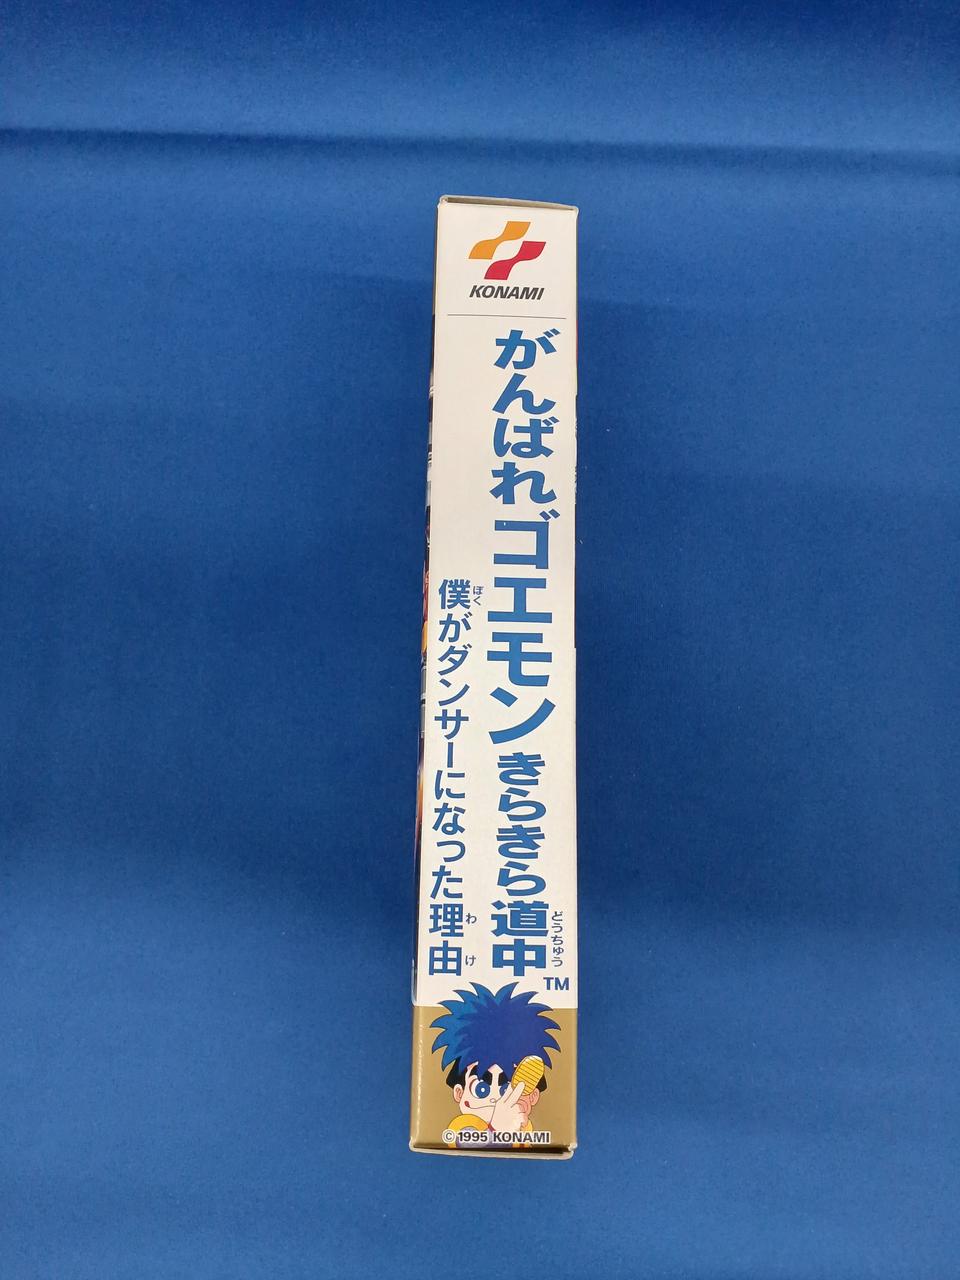 KONAMI
がんばれゴエモンきらきら道中
どうちゅう
TM
僕がダンサーになった理由
ぼく
わけ
© 1995 KONAMI